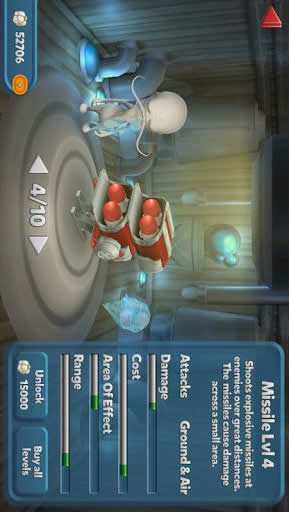 52706
4/10
Missile Lvl 4
Shoots explosive missiles at
enemies over great distances.
The missiles cause damage
across a small area.
Attacks Ground & Air
Damage
Cost
Area Of Effect
Range
Unlock
15000
Buy all
levels